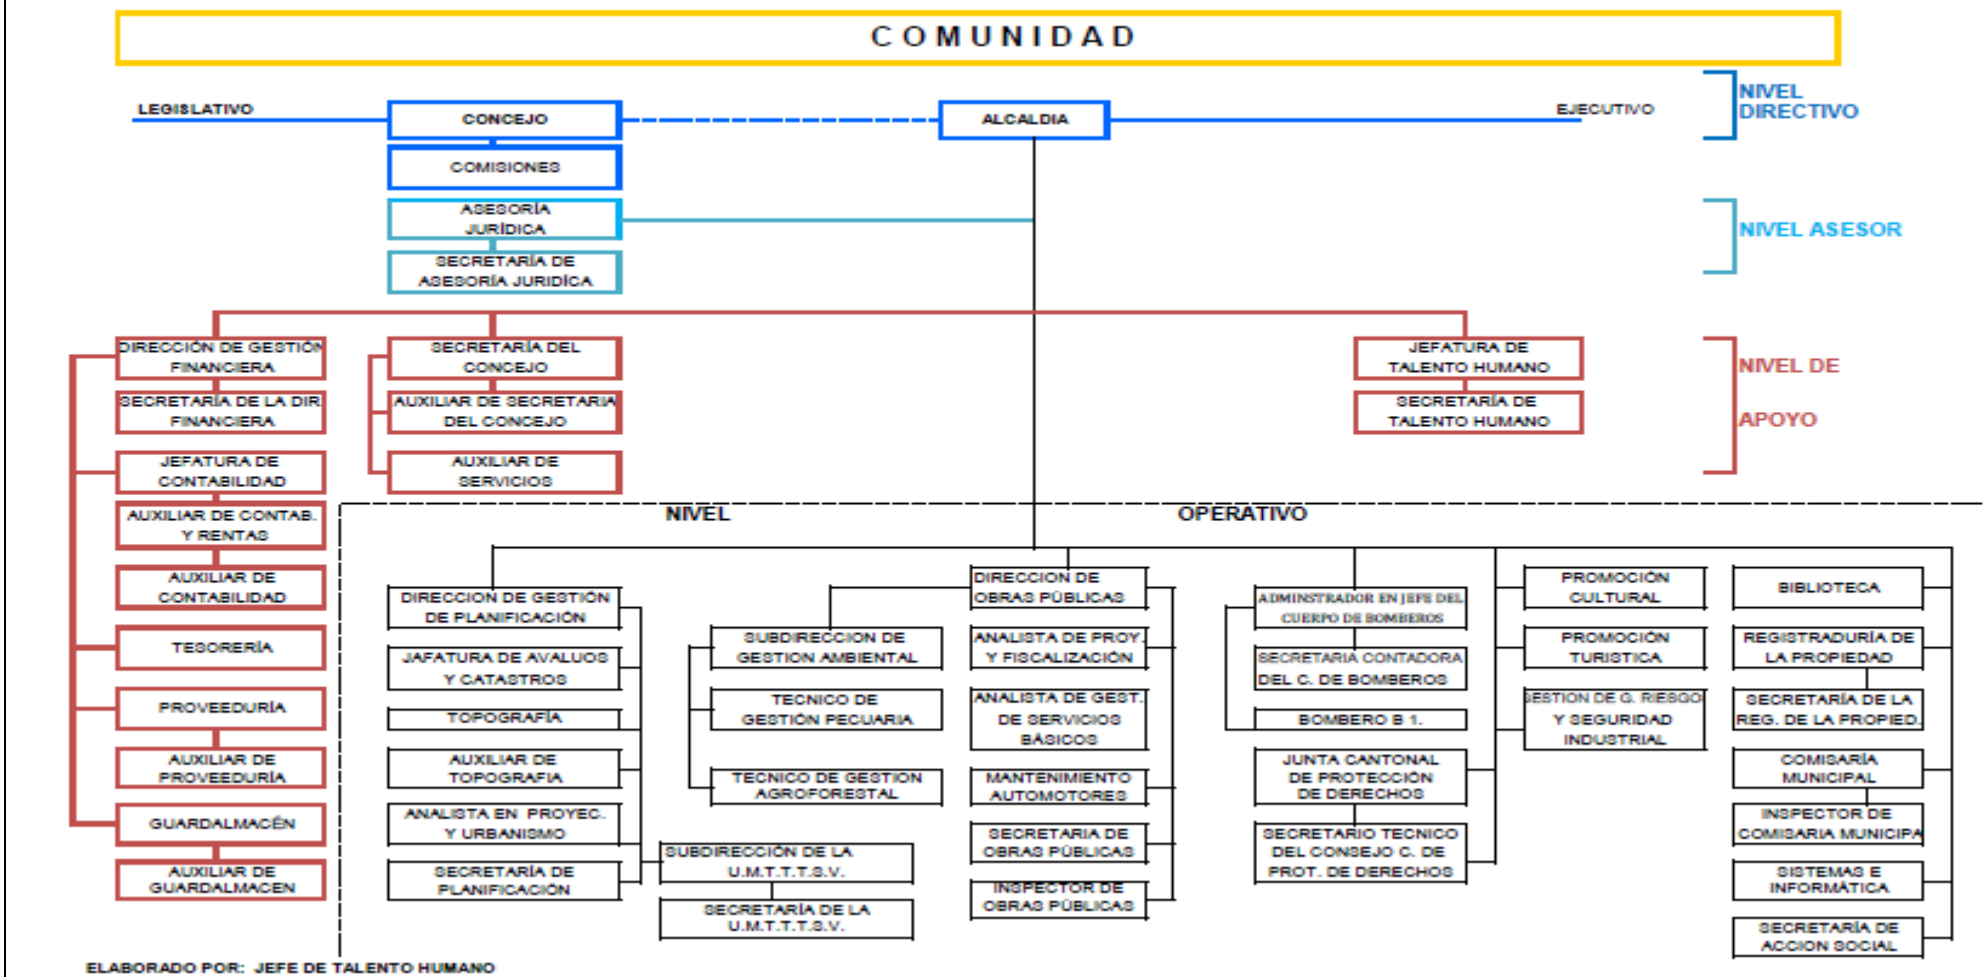 COMUNIDAD
LEGISLATIVO
CONCEJO
ALCALDIA
EJECUTIVO
NIVEL
DIRECTIVO
COMISIONES
ASESORÍA
JURÍDICA
NIVEL ASESOR
SECRETARÍA DE
ASESORÍA JURIDÍCA
DIRECCIÓN DE GESTIÓN
FINANCIERA
SECRETARÍA DEL
CONCEJO
JEFATURA DE
TALENTO HUMANO
NIVEL DE
APOYO
SECRETARÍA DE LA DIR.
FINANCIERA
AUXILIAR DE SECRETARIA
DEL CONCEJO
SECRETARÍA DE
TALENTO HUMANO
JEFATURA DE
CONTABILIDAD
AUXILIAR DE
SERVICIOS
AUXILIAR DE CONTAB.
Y RENTAS
AUXILIAR DE
CONTABILIDAD
TESORERÍA
PROVEEDURÍA
AUXILIAR DE
PROVEEDURÍA
GUARDALMACÉN
AUXILIAR DE
GUARDALMACEN
NIVEL OPERATIVO
DIRECCION DE GESTIÓN
DE PLANIFICACIÓN
JAFATURA DE AVALUOS
Y CATASTROS
TOPOGRAFÍA
AUXILIAR DE
TOPOGRAFIA
ANALISTA EN PROYEC.
Y URBANISMO
SECRETARÍA DE
PLANIFICACIÓN
SUBDIRECCIÓN DE LA
U.M.T.T.T.S.V.
SECRETARÍA DE LA
U.M.T.T.T.S.V.
SUBDIRECCION DE
GESTION AMBIENTAL
TECNICO DE
GESTIÓN PECUARIA
TECNICO DE GESTION
AGROFORESTAL
DIRECCION DE
OBRAS PÚBLICAS
ANALISTA DE PROY.
Y FISCALIZACIÓN
ANALISTA DE GEST.
DE SERVICIOS
BÁSICOS
MANTENIMIENTO
AUTOMOTORES
SECRETARIA DE
OBRAS PÚBLICAS
INSPECTOR DE
OBRAS PÚBLICAS
ADMINSTRADOR EN JEFE DEL
CUERPO DE BOMBEROS
SECRETARIA CONTADORA
DEL C. DE BOMBEROS
BOMBERO B 1.
JUNTA CANTONAL
DE PROTECCIÓN
DE DERECHOS
SECRETARIO TECNICO
DEL CONSEJO C. DE
PROT. DE DERECHOS
PROMOCIÓN
CULTURAL
PROMOCIÓN
TURISTICA
GESTION DE G. RIESGO
Y SEGURIDAD
INDUSTRIAL
BIBLIOTECA
REGISTRADURÍA DE
LA PROPIEDAD
SECRETARÍA DE LA
REG. DE LA PROPIED.
COMISARÍA
MUNICIPAL
INSPECTOR DE
COMISARIA MUNICIPA
SISTEMAS E
INFORMÀTICA
SECRETARÍA DE
ACCION SOCIAL
ELABORADO POR: JEFE DE TALENTO HUMANO